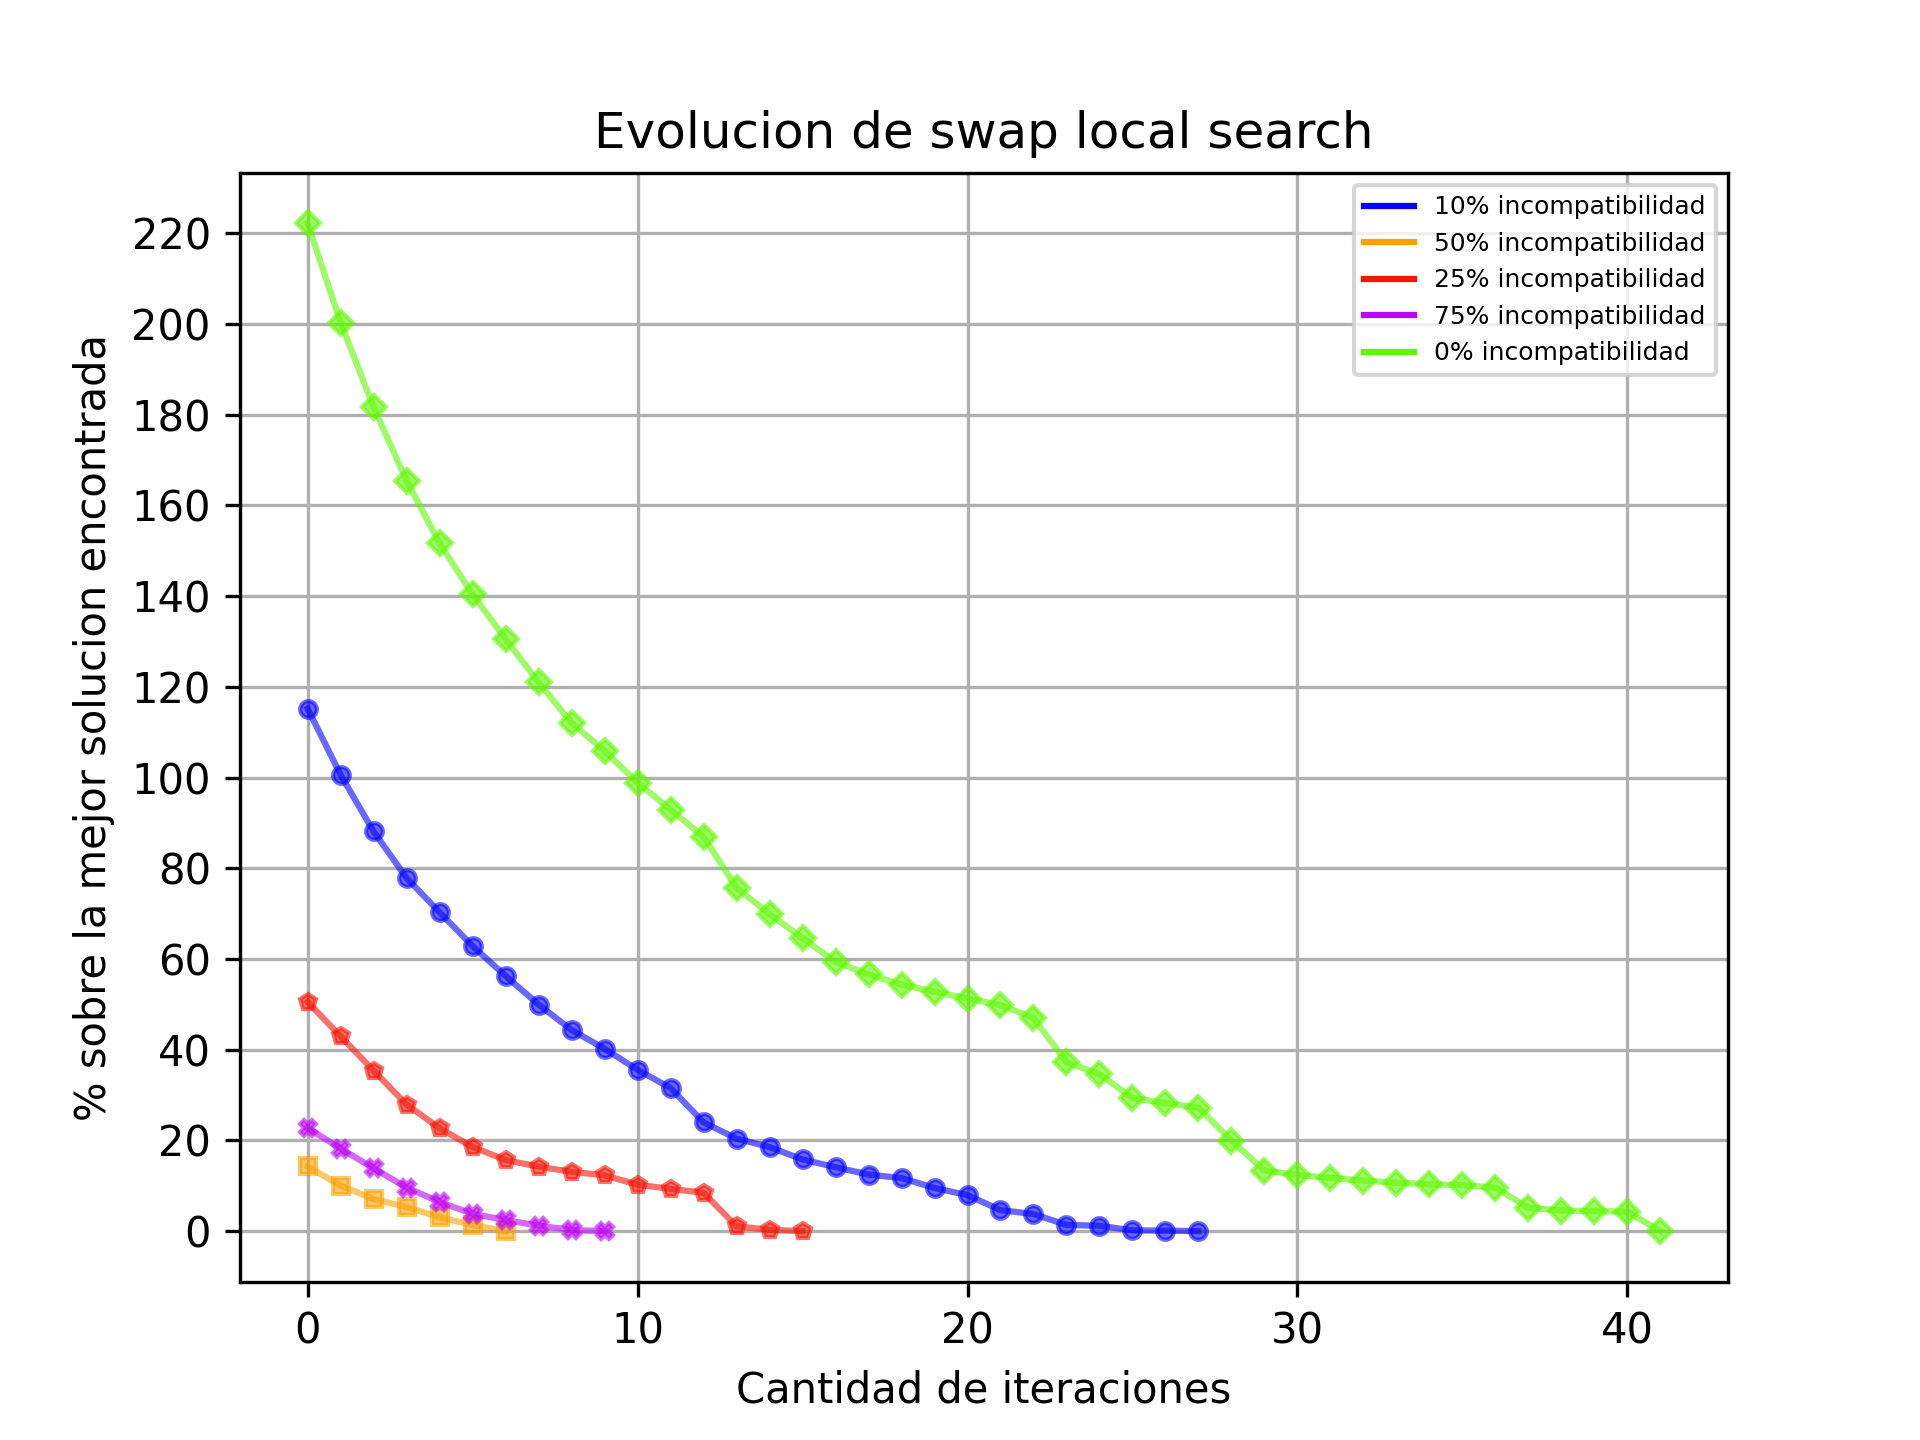 Evolucion de swap local search
% sobre la mejor solucion encontrada
220
200
180
160
140
120
100
80
60
40
20
0
10% incompatibilidad
50% incompatibilidad
25% incompatibilidad
75% incompatibilidad
0% incompatibilidad
0 10 20 30 40
Cantidad de iteraciones